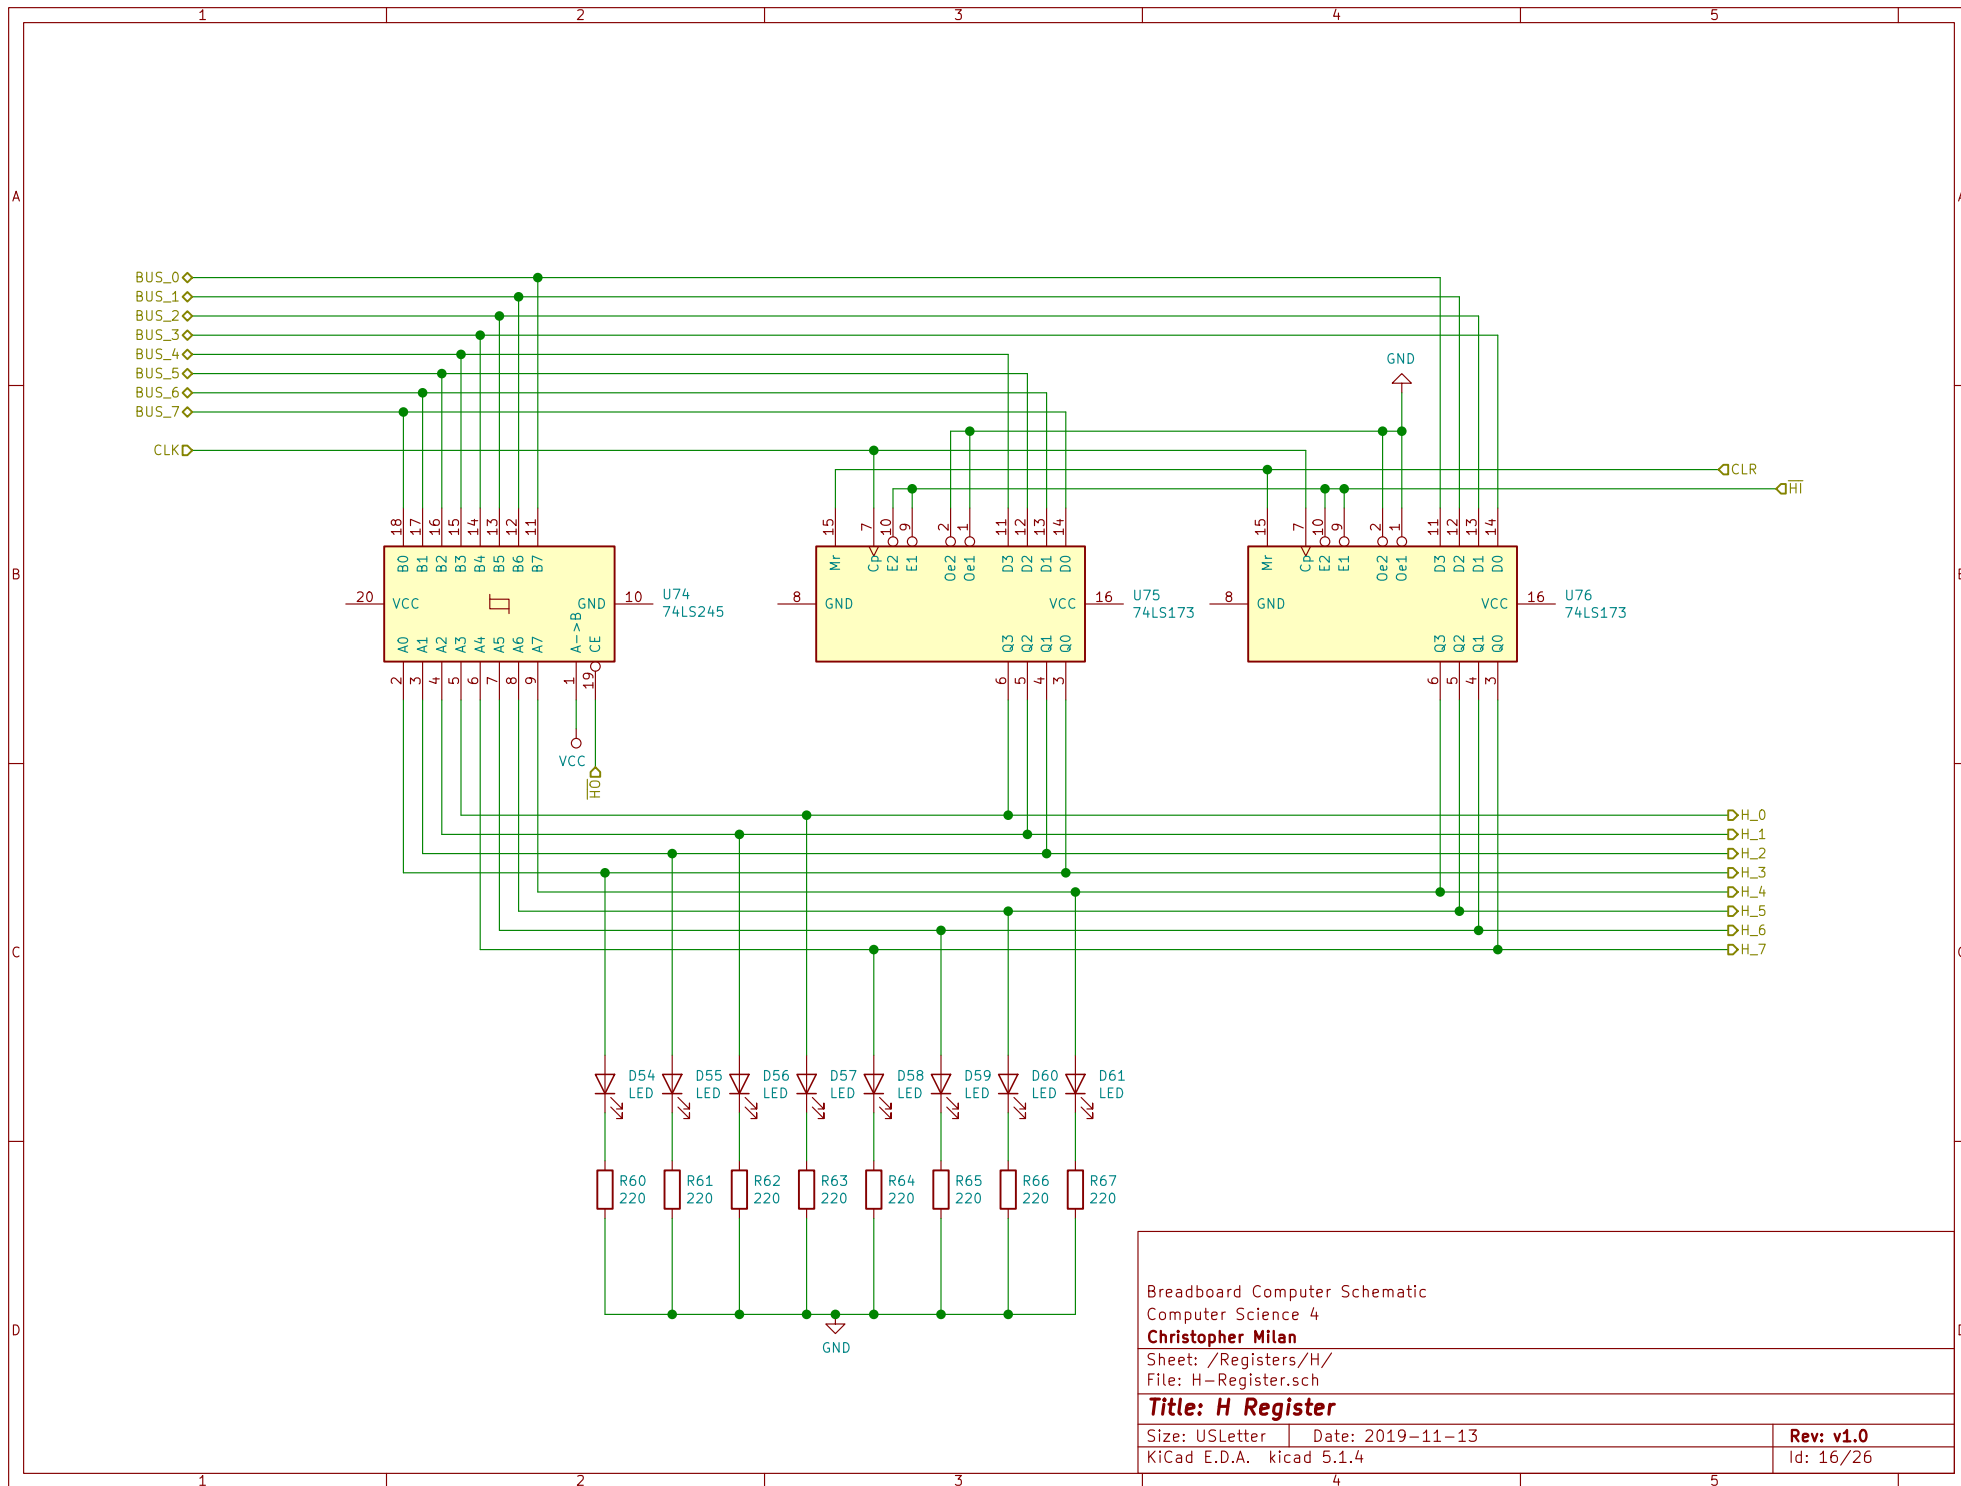 1 2 3 4 5
A A
BUS_0
BUS_1
BUS_2
BUS_3
BUS_4
BUS_5
BUS_6
BUS_7
CLK
GND
CLR
HI
18 17 16 15 14 13 12 11
15 7 10 9 2 1 11 12 13 14
15 7 10 9 2 1 11 12 13 14
B0 B1 B2 B3 B4 B5 B6 B7
Mr Cp E2 E1 Oe2 Oe1 D3 D2 D1 D0
Mr Cp E2 E1 Oe2 Oe1 D3 D2 D1 D0
B B
20 VCC GND 10 U74
74LS245
8 GND VCC 16 U75
74LS173
8 GND VCC 16 U76
74LS173
A0 A1 A2 A3 A4 A5 A6 A7 A->B CE
Q3 Q2 Q1 Q0
Q3 Q2 Q1 Q0
2 3 4 5 6 7 8 9 1 19
6 5 4 3
6 5 4 3
VCC
HO
H_0
H_1
H_2
H_3
H_4
H_5
H_6
H_7
C C
D54 D55 D56 D57 D58 D59 D60 D61
LED LED LED LED LED LED LED LED
R60 R61 R62 R63 R64 R65 R66 R67
220 220 220 220 220 220 220 220
GND
D D
Breadboard Computer Schematic
Computer Science 4
Christopher Milan
Sheet: /Registers/H/
File: H-Register.sch
Title: H Register
Size: USLetter Date: 2019-11-13 Rev: v1.0
KiCad E.D.A. kicad 5.1.4 Id: 16/26
1 2 3 4 5